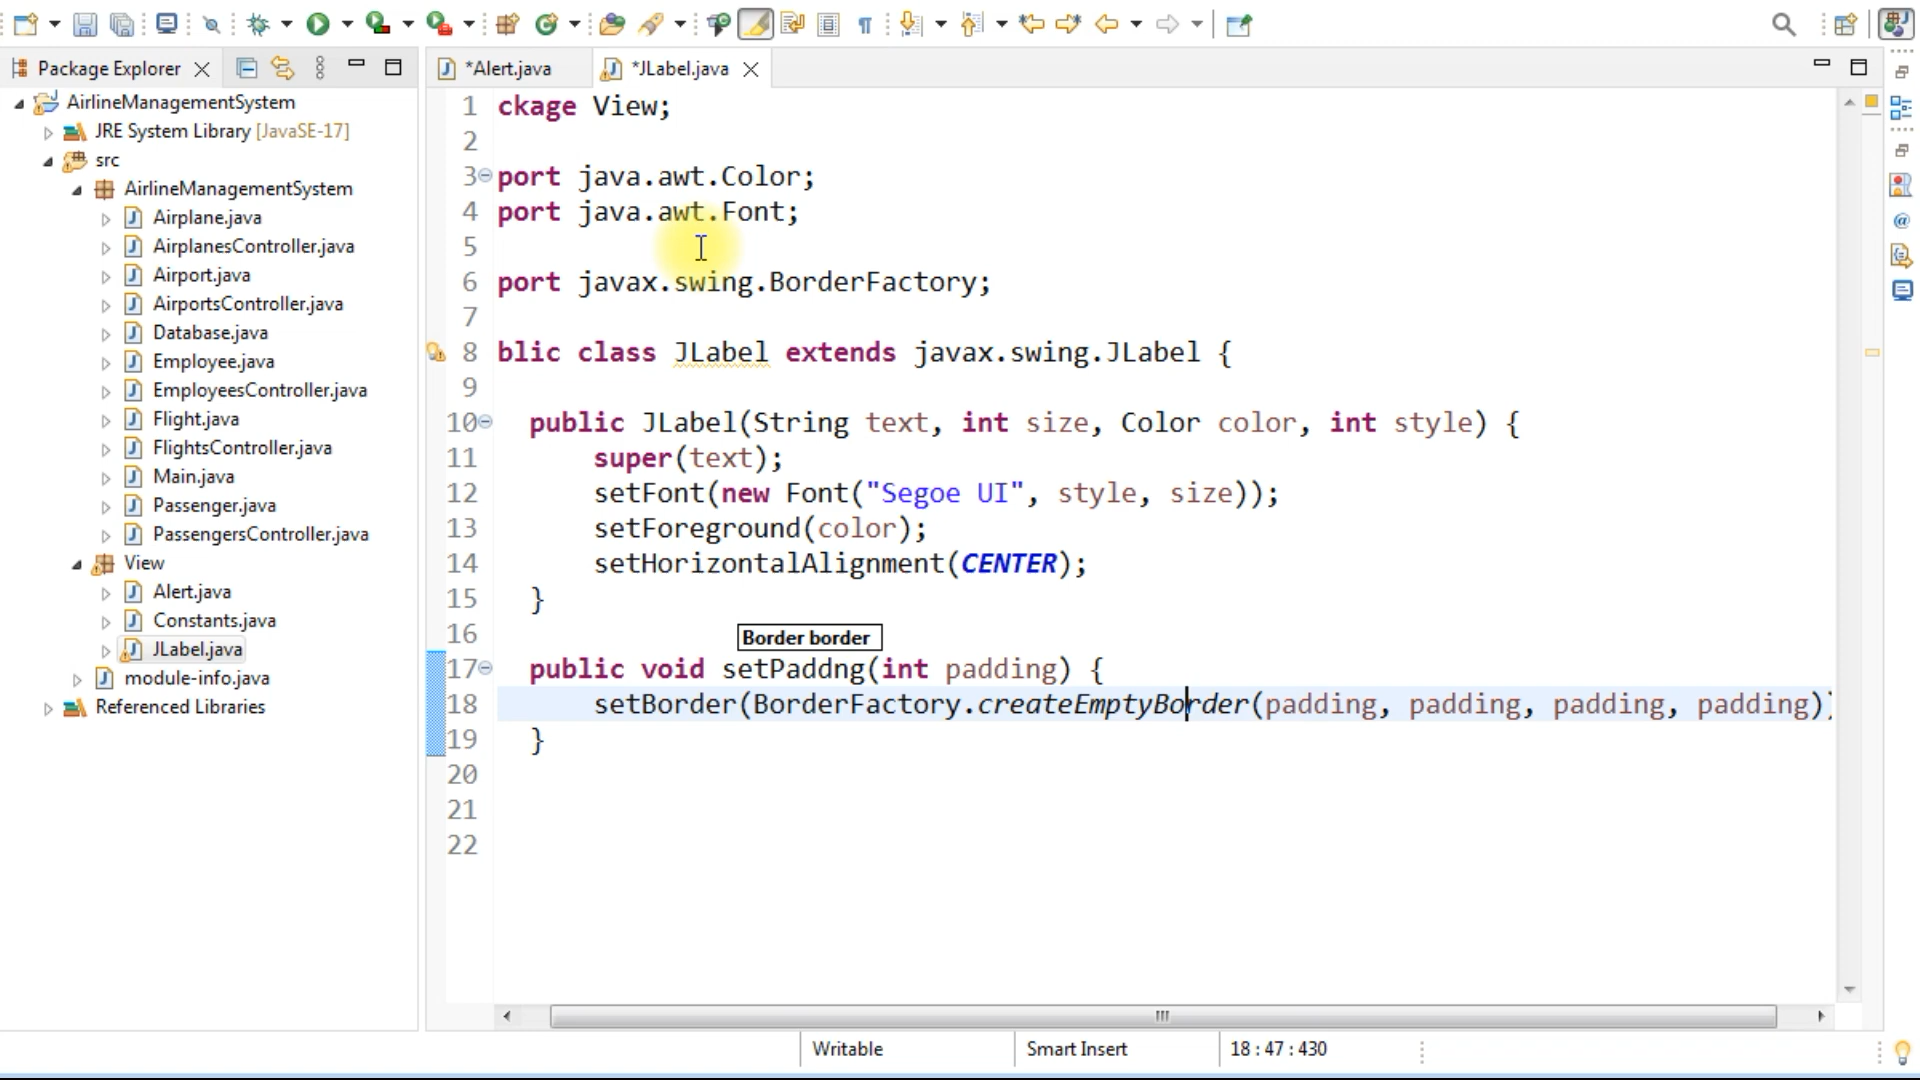 Package Explorer
*Alert.java
*JLabel.java
AirlineManagementSystem
JRE System Library [JavaSE-17]
src
AirlineManagementSystem
Airplane.java
AirplanesController.java
Airport.java
AirportsController.java
Database.java
Employee.java
EmployeesController.java
Flight.java
FlightsController.java
Main.java
Passenger.java
PassengersController.java
View
Alert.java
Constants.java
JLabel.java
module-info.java
Referenced Libraries
1 ckage View;
2
3 port java.awt.Color;
4 port java.awt.Font;
5
6 port javax.swing.BorderFactory;
7
8 blic class JLabel extends javax.swing.JLabel {
9
10 public JLabel(String text, int size, Color color, int style) {
11 super(text);
12 setFont(new Font("Segoe UI", style, size));
13 setForeground(color);
14 setHorizontalAlignment(CENTER);
15 }
16
Border border
17 public void setPaddng(int padding) {
18 setBorder(BorderFactory.createEmptyBorder(padding, padding, padding, padding))
19 }
20
21
22
Writable
Smart Insert
18 : 47 : 430